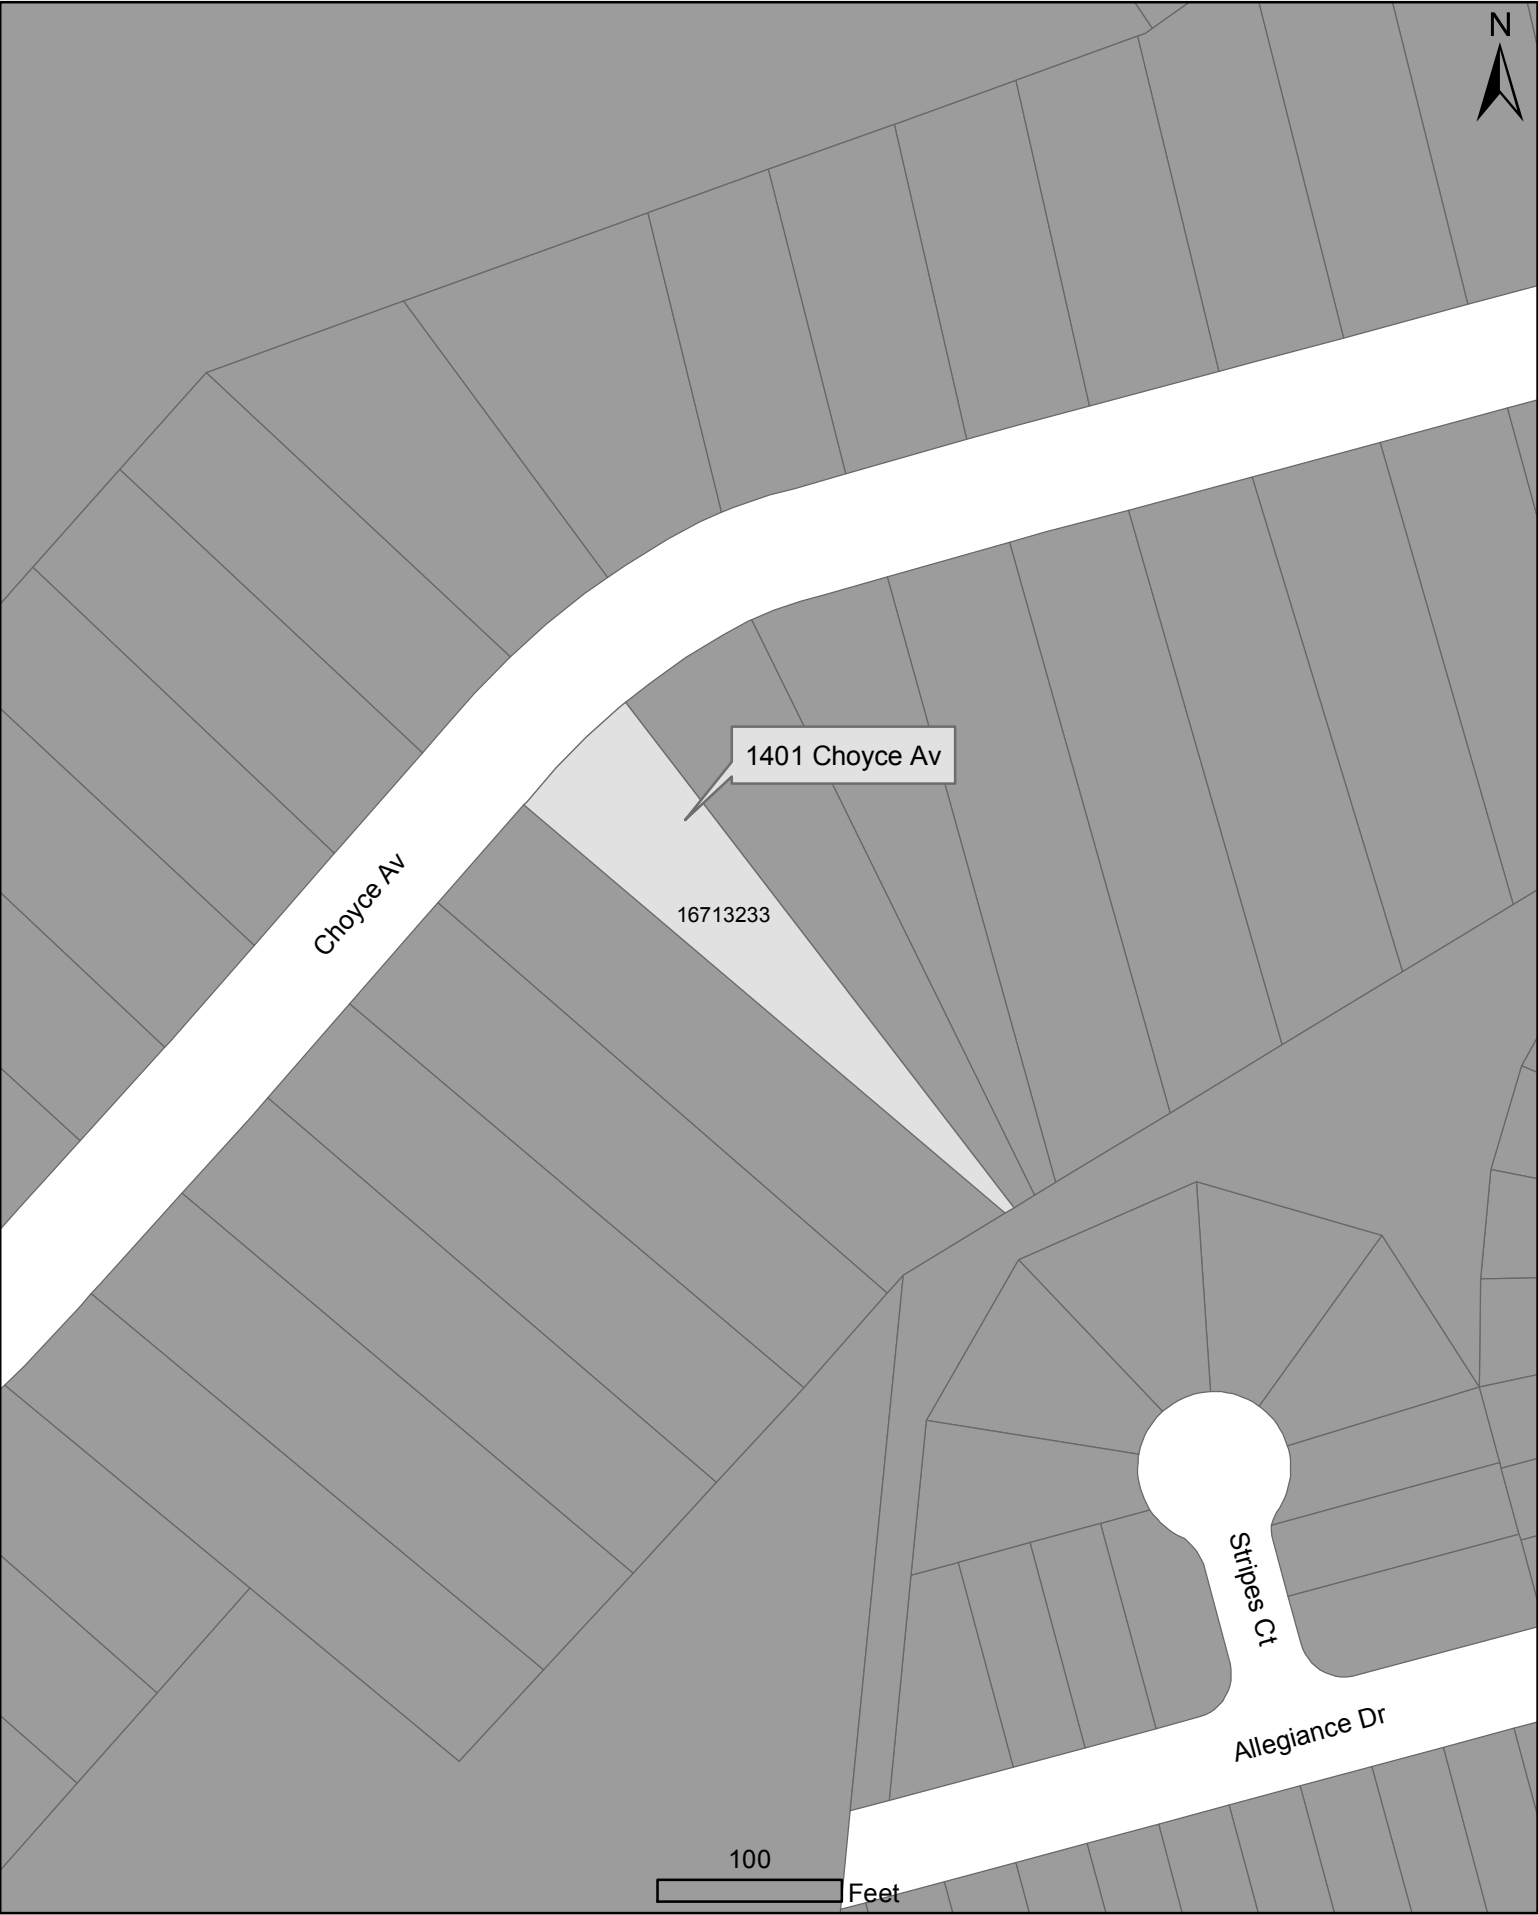 N
1401 Choyce Av
Choyce Av
16713233
Stripes Ct
Allegiance Dr
100
Feet